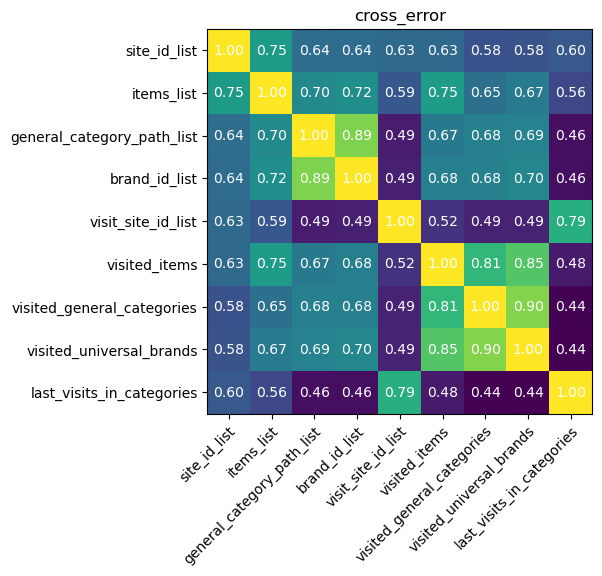 cross_error
site_id_list 1.00 0.75 0.64 0.64 0.63 0.63 0.58 0.58 0.60
items_list 0.75 1.00 0.70 0.72 0.59 0.75 0.65 0.67 0.56
general_category_path_list 0.64 0.70 1.00 0.89 0.49 0.67 0.68 0.69 0.46
brand_id_list 0.64 0.72 0.89 1.00 0.49 0.68 0.68 0.70 0.46
visit_site_id_list 0.63 0.59 0.49 0.49 1.00 0.52 0.49 0.49 0.79
visited_items 0.63 0.75 0.67 0.68 0.52 1.00 0.81 0.85 0.48
visited_general_categories 0.58 0.65 0.68 0.68 0.49 0.81 1.00 0.90 0.44
visited_universal_brands 0.58 0.67 0.69 0.70 0.49 0.85 0.90 1.00 0.44
last_visits_in_categories 0.60 0.56 0.46 0.46 0.79 0.48 0.44 0.44 1.00
site_id_list
items_list
general_category_path_list
brand_id_list
visit_site_id_list
visited_items
visited_general_categories
visited_universal_brands
last_visits_in_categories